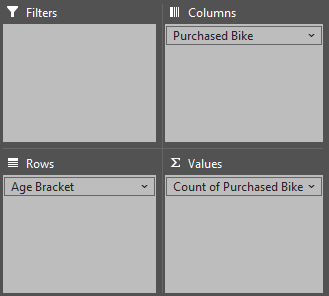 Filters
Columns
Purchased Bike
Rows
Σ Values
Age Bracket
Count of Purchased Bike